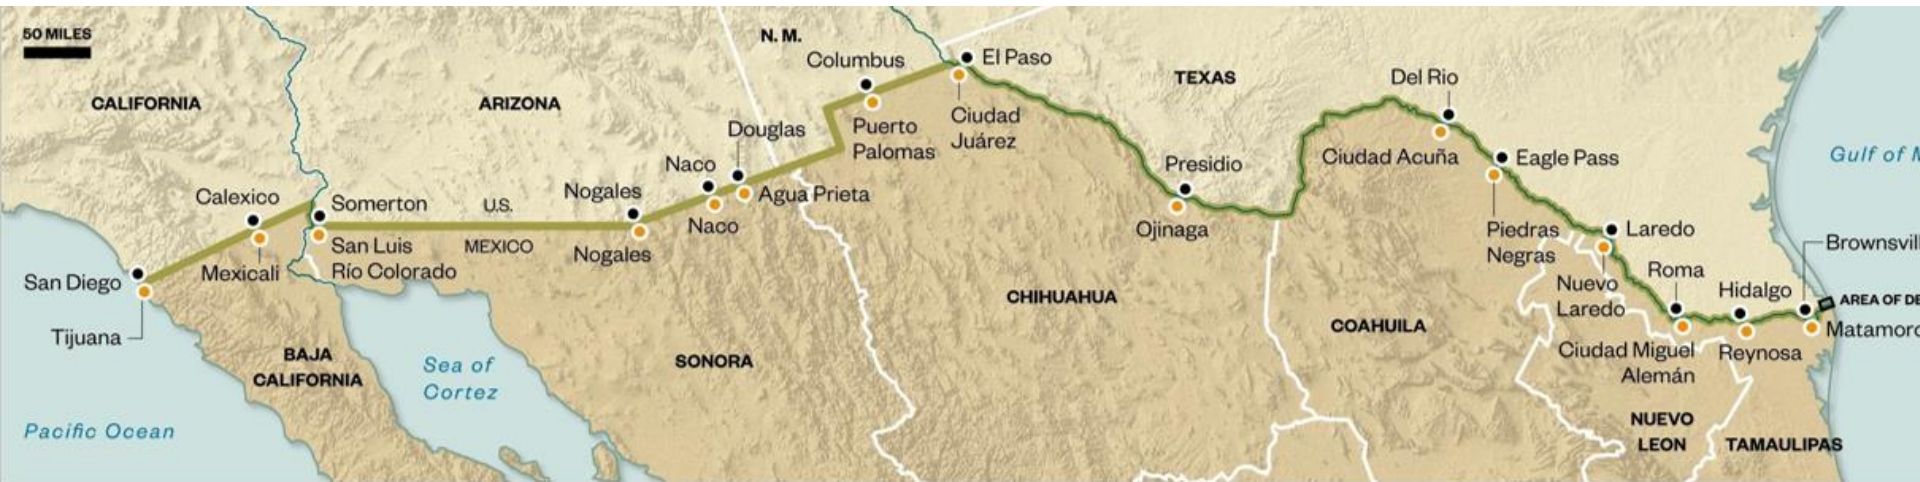 50 MILES
CALIFORNIA
ARIZONA
N. M.
Columbus
El Paso
TEXAS
Del Rio
Gulf of M
Douglas
Puerto
Palomas
Ciudad
Juárez
Naco
Agua Prieta
Presidio
Ciudad Acuña
Eagle Pass
Calexico
Somerton
U.S.
MEXICO
Nogales
Nogales
Naco
Ojinaga
Piedras
Negras
Laredo
Brownsvil
Mexicali
San Luis
Río Colorado
San Diego
Tijuana
Nuevo
Laredo
Roma
Hidalgo
AREA OF DE
Matamoro
CHIHUAHUA
COAHUILA
SONORA
BAJA
CALIFORNIA
Sea of
Cortez
Ciudad Miguel
Alemán
Reynosa
Pacific Ocean
NUEVO
LEON
TAMAULIPAS